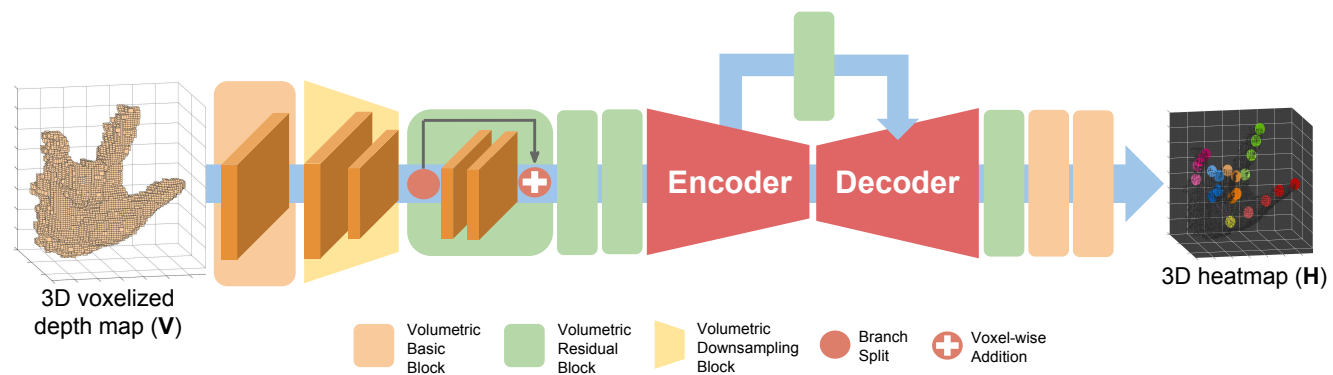 Encoder
Decoder
3D voxelized
depth map (V)
3D heatmap (H)
Volumetric
Basic
Block
Volumetric
Residual
Block
Volumetric
Downsampling
Block
Branch
Split
Voxel-wise
Addition